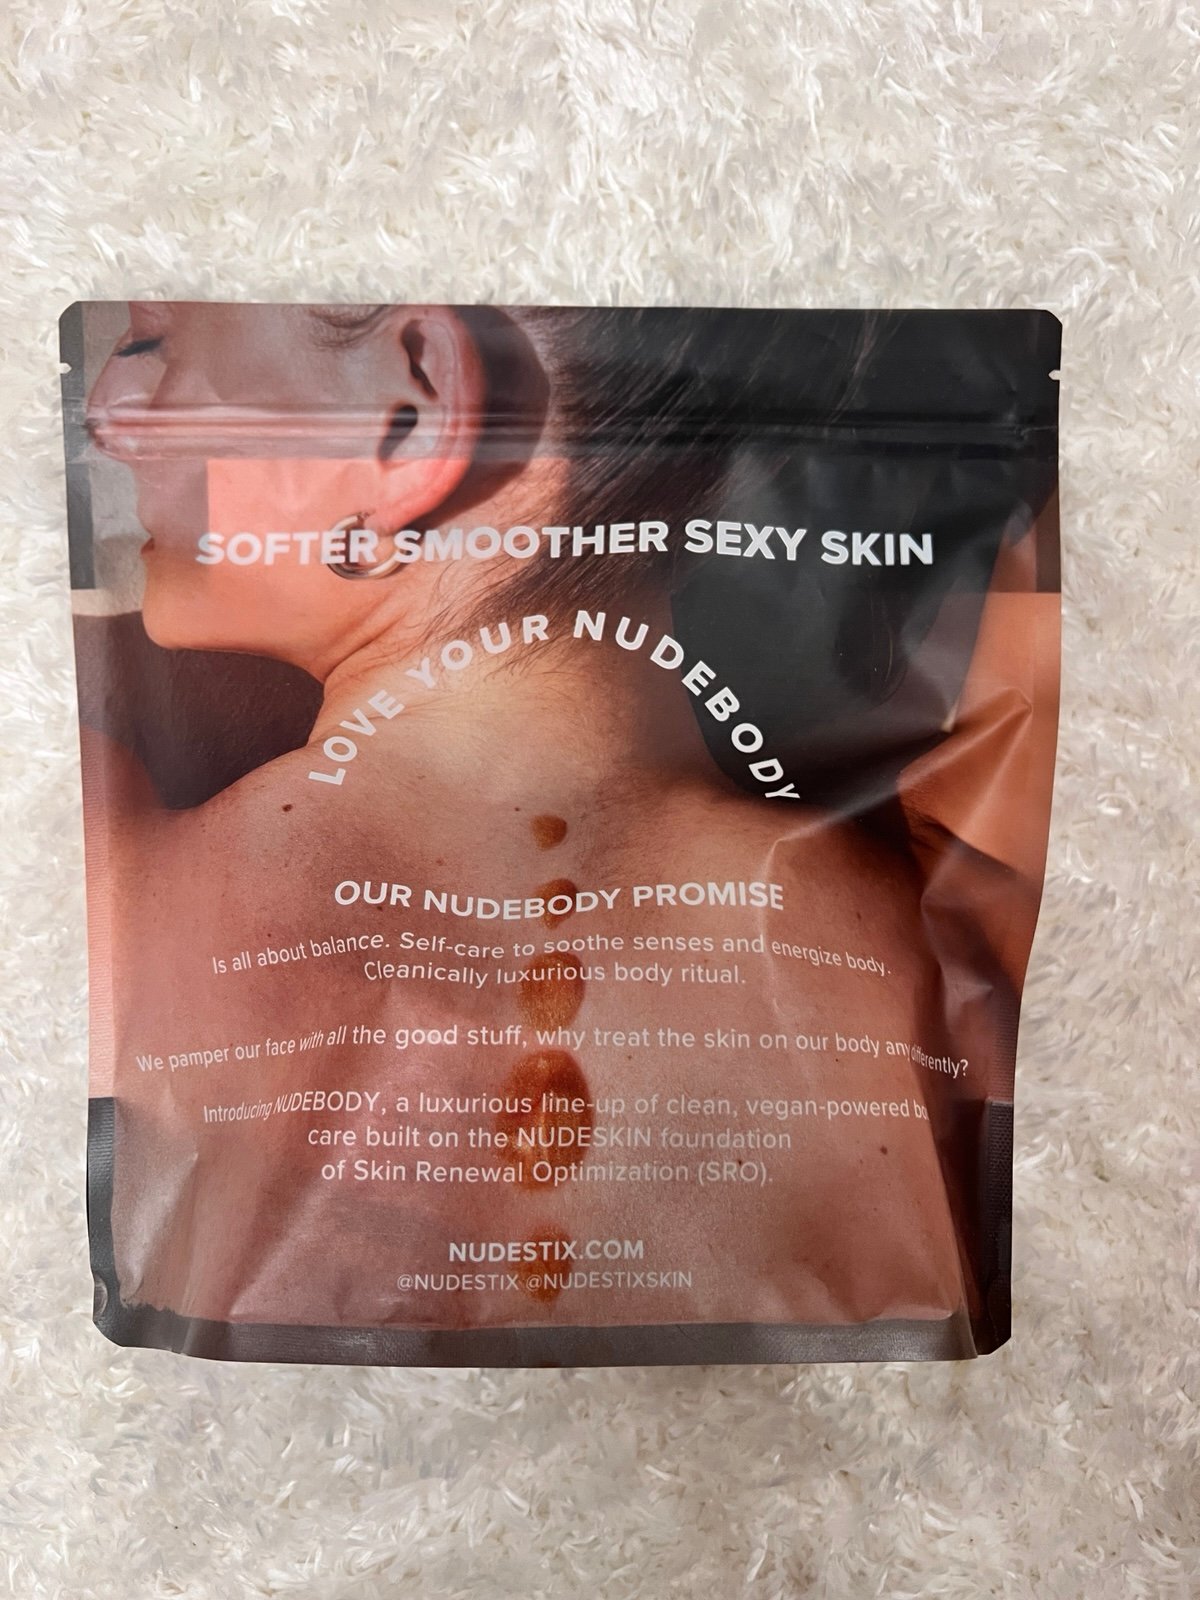 SOFTER SMOOTHER SEXY SKIN
LOVE YOUR NUDEBODY
OUR NUDEBODY PROMISE
Is all about balance. Self-care to soothe senses and energize body.
Cleanically luxurious body ritual.
We pamper our face with all the good stuff, why treat the skin on our body any differently?
Introducing NUDEBODY, a luxurious line-up of clean, vegan-powered
care built on the NUDESKIN foundation
of Skin Renewal Optimization (SRO).
NUDESTIX.COM
@NUDESTIX @NUDESTIXSKIN